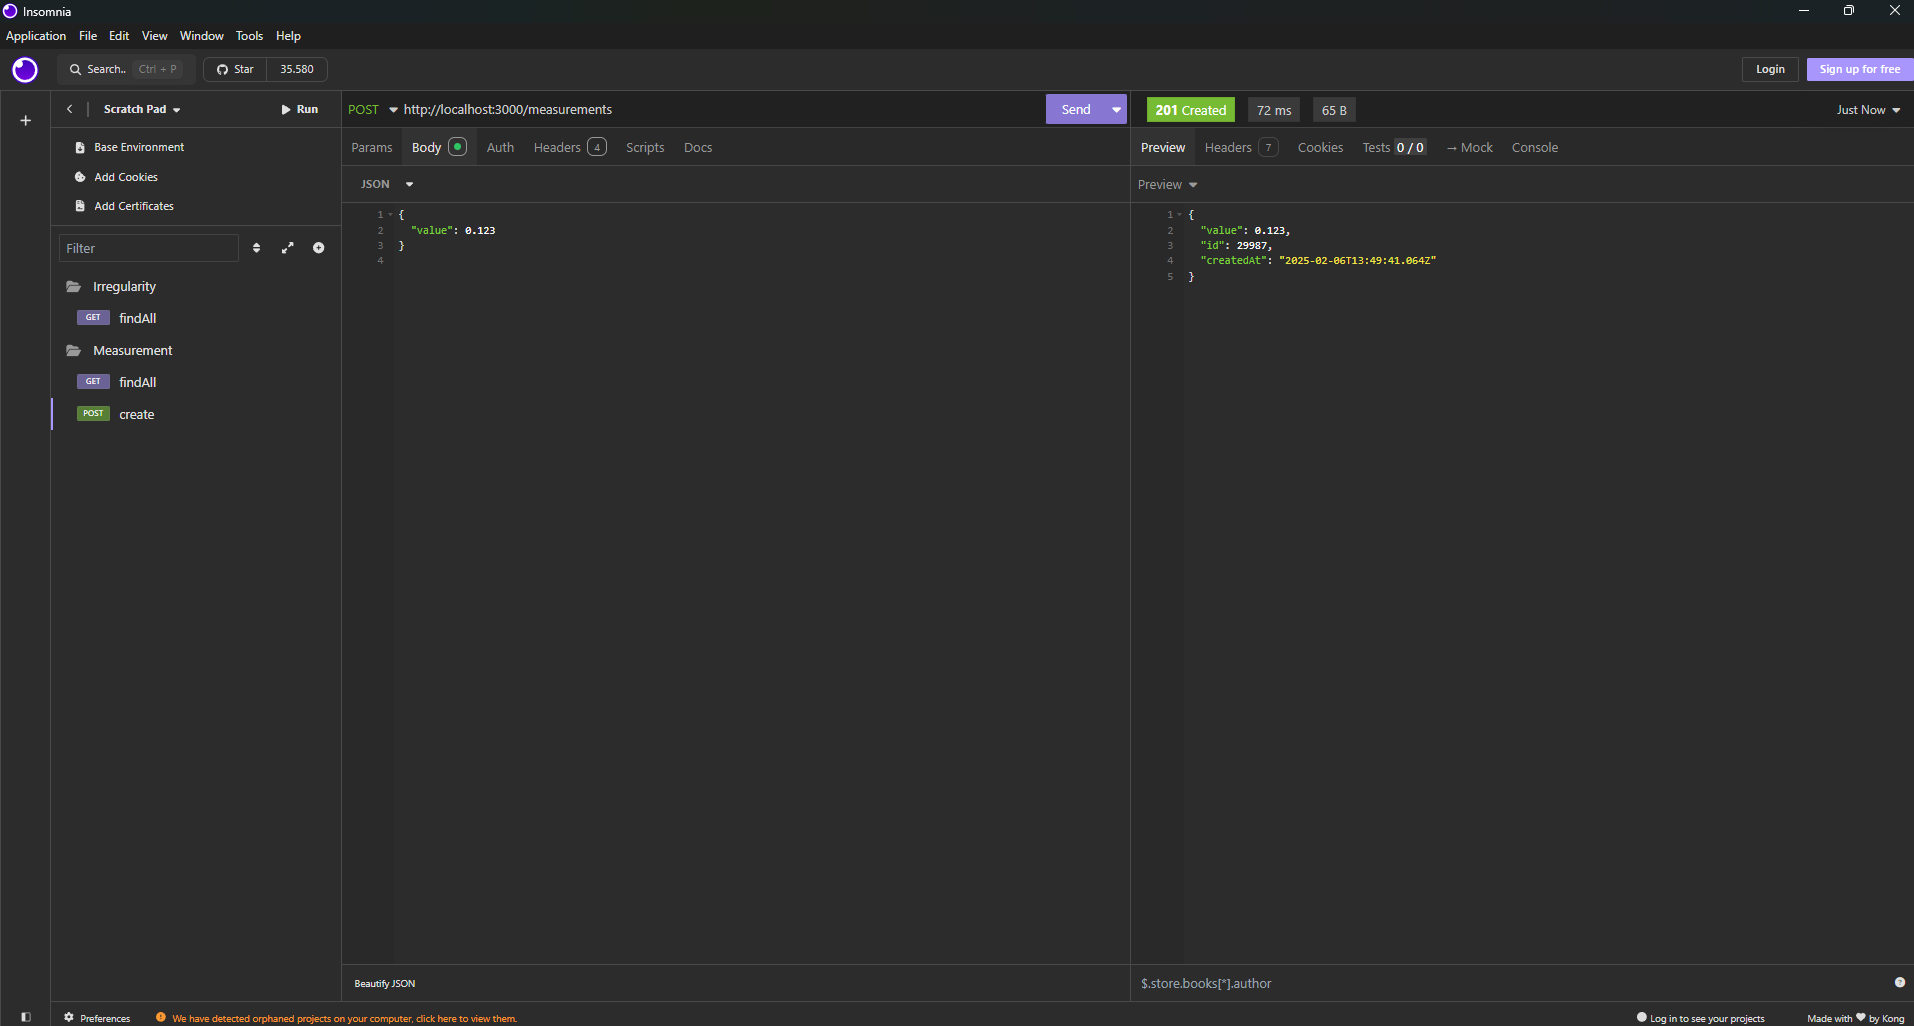 Insomnia
Application File Edit View Window Tools Help
Search.. Ctrl + P Star 35.580 Login Sign up for free
Scratch Pad Run
Base Environment
Add Cookies
Add Certificates
Filter
Irregularity
GET findAll
Measurement
GET findAll
POST create
POST http://localhost:3000/measurements Send
Params Body Auth Headers 4 Scripts Docs
JSON
1 {
2 "value": 0.123
3 }
4
Beautify JSON
201 Created 72 ms 65 B Just Now
Preview Headers 7 Cookies Tests 0 / 0 → Mock Console
Preview
1 {
2 "value": 0.123,
3 "id": 29987,
4 "createdAt": "2025-02-06T13:49:41.064Z"
5 }
$.store.books[*].author
Preferences We have detected orphaned projects on your computer, click here to view them. Log in to see your projects Made with ♥ by Kong